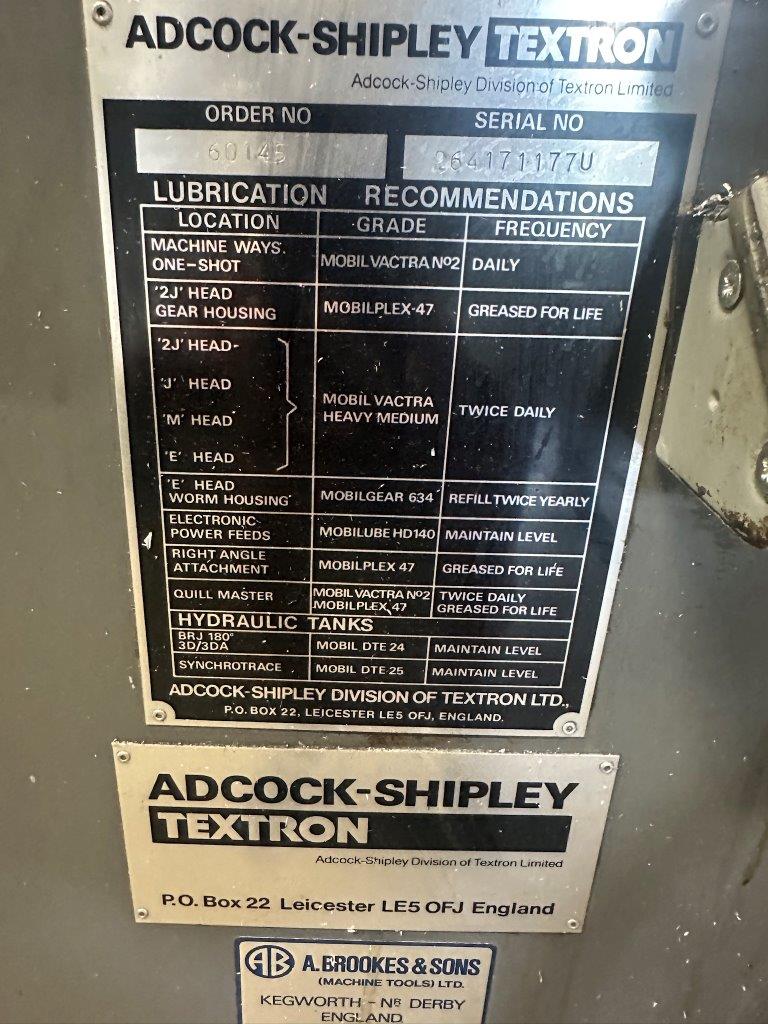 ADCOCK-SHIPLEY TEXTRON
Adcock-Shipley Division of Textron Limited
ORDER NO SERIAL NO
60145 264171177U
LUBRICATION RECOMMENDATIONS
LOCATION GRADE FREQUENCY
MACHINE WAYS.
ONE-SHOT MOBIL VACTRA Nº2 DAILY
'2J' HEAD
GEAR HOUSING MOBILPLEX-47 GREASED FOR LIFE
'2J' HEAD
'J' HEAD
'M' HEAD
'E' HEAD
MOBIL VACTRA
HEAVY MEDIUM TWICE DAILY
'E' HEAD
WORM HOUSING MOBILGEAR 634 REFILL TWICE YEARLY
ELECTRONIC
POWER FEEDS MOBILUBE HD140 MAINTAIN LEVEL
RIGHT ANGLE
ATTACHMENT MOBILPLEX 47 GREASED FOR LIFE
QUILL MASTER MOBIL VACTRA Nº2 TWICE DAILY
MOBILPLEX 47 GREASED FOR LIFE
HYDRAULIC TANKS
BRJ 180°
3D/3DA MOBIL DTE 24 MAINTAIN LEVEL
SYNCHROTRACE MOBIL DTE-25 MAINTAIN LEVEL
ADCOCK-SHIPLEY DIVISION OF TEXTRON LTD.,
P.O. BOX 22, LEICESTER LE5 OFJ, ENGLAND.
ADCOCK-SHIPLEY
TEXTRON
Adcock-Shipley Division of Textron Limited
P.O. Box 22 Leicester LE5 OFJ England
AB A. BROOKES & SONS
(MACHINE TOOLS) LTD.
KEGWORTH - NR DERBY
ENGLAND